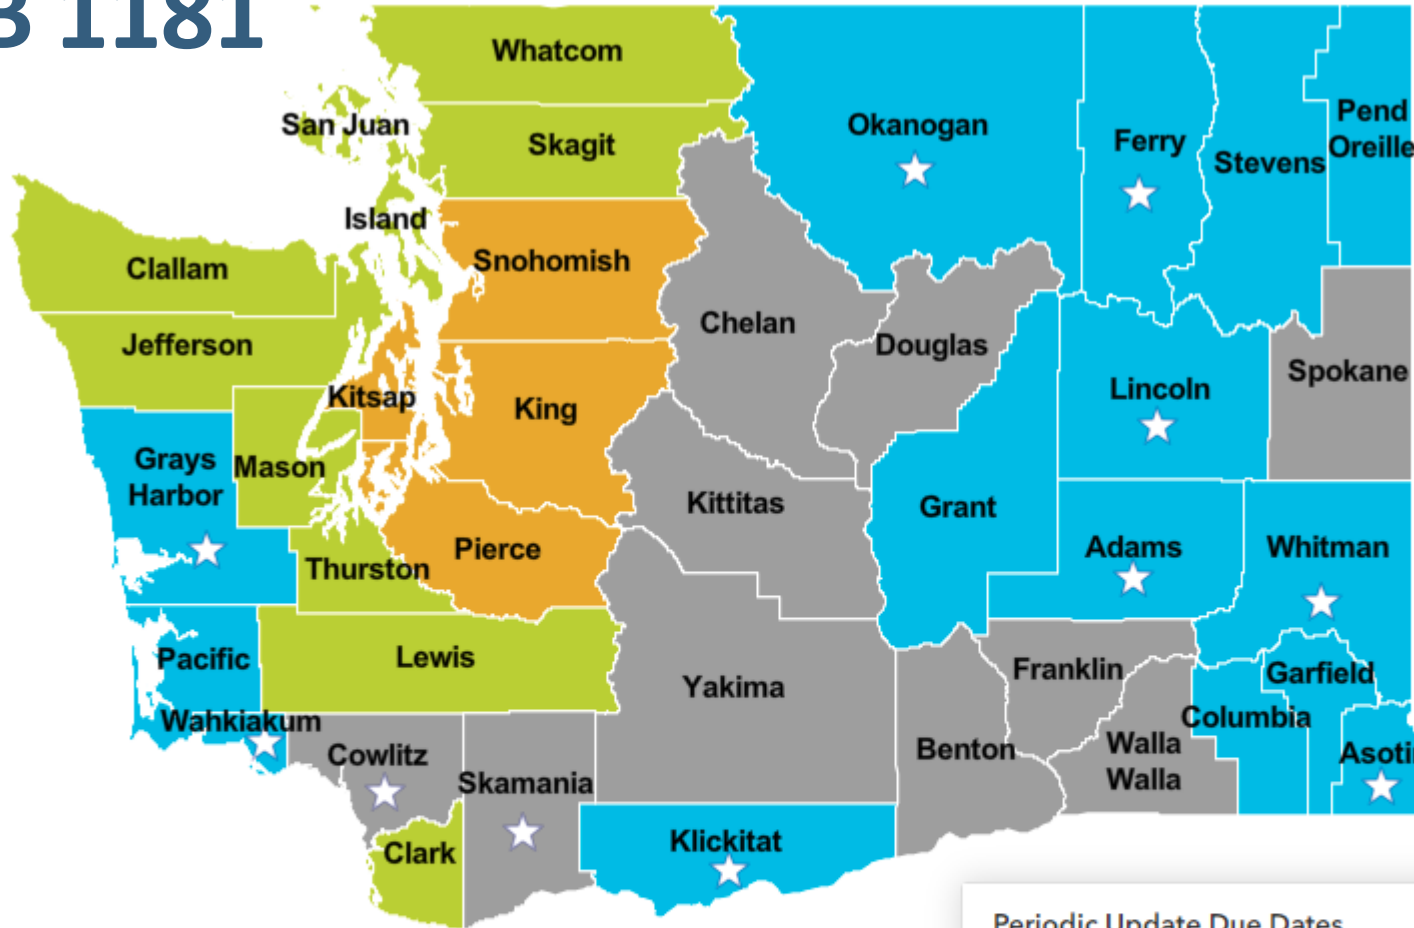 B 1181
Whatcom
San Juan
Skagit
Okanogan
Ferry
Stevens
Pend
Oreille
Island
Clallam
Snohomish
Jefferson
Chelan
Douglas
Kitsap
King
Lincoln
Spokane
Grays
Harbor
Mason
Kittitas
Grant
Thurston
Pierce
Adams
Whitman
Pacific
Lewis
Yakima
Franklin
Garfield
Wahkiakum
Columbia
Cowlitz
Skamania
Benton
Walla
Walla
Asoti
Clark
Klickitat
Periodic Update Due Dates